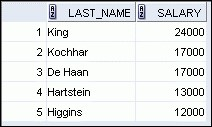 LAST_NAME SALARY
1 King 24000
2 Kochhar 17000
3 De Haan 17000
4 Hartstein 13000
5 Higgins 12000